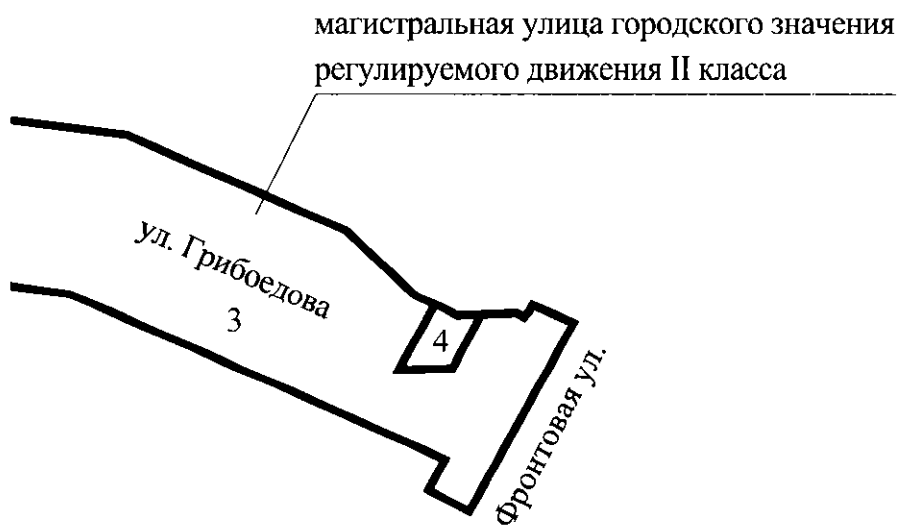 магистральная улица городского значения
регулируемого движения II класса
ул. Грибоедова
3
4
Фронтовая ул.